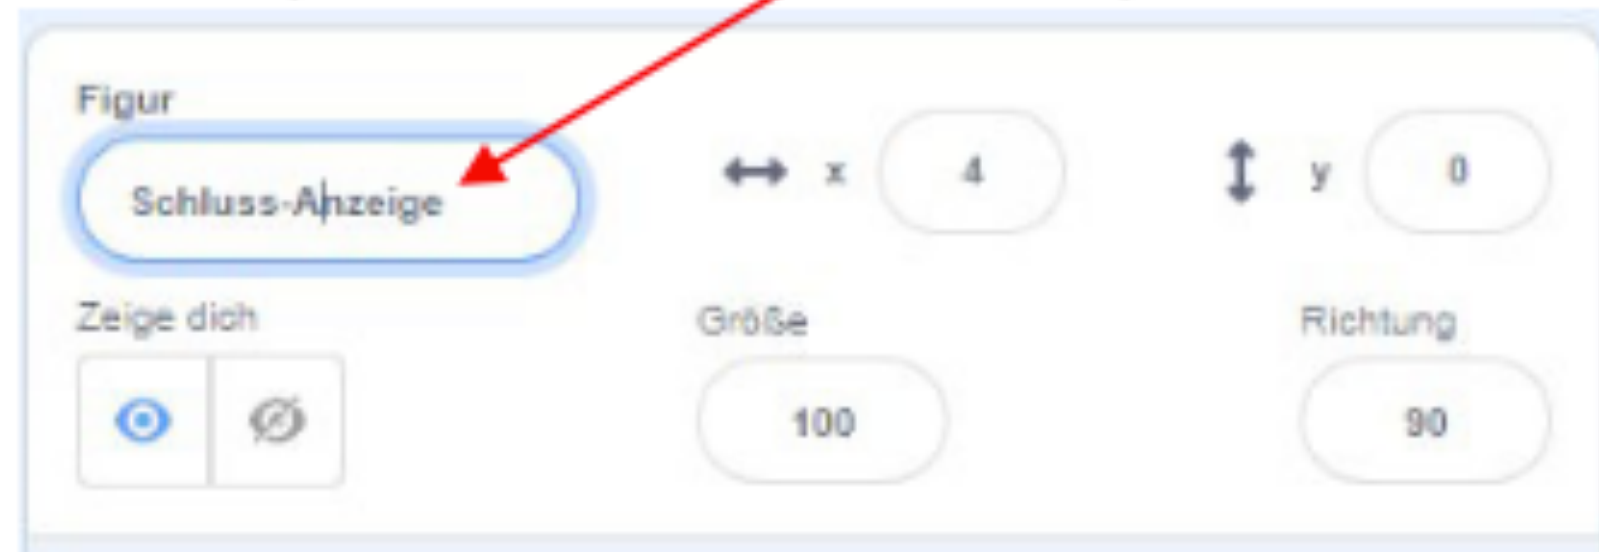 Figur
Schluss-Anzeige
x 4
y 0
Zeige dich
Größe
Richtung
100
90